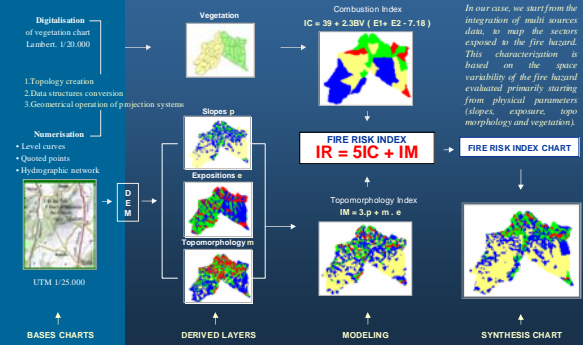 Digitalisation
of vegetation chart
Lambert. 1/20.000
1.Topology creation
2.Data structures conversion
3.Geometrical operation of projection systems
Numerisation
• Level curves
• Quoted points
• Hydrographic network
UTM 1/25.000
BASES CHARTS
D
E
M
Vegetation
Slopes p
Expositions e
Topomorphology m
DERIVED LAYERS
Combustion Index
IC = 39 + 2.3BV ( E1+ E2 - 7.18 )
FIRE RISK INDEX
IR = 5IC + IM
Topomorphology Index
IM = 3.p + m . e
MODELING
In our case, we start from the
integration of multi sources
data, to map the sectors
exposed to the fire hazard.
This characterization is
based on the space
variability of the fire hazard
evaluated primarily starting
from physical parameters
(slopes, exposure, topo
morphology and vegetation).
FIRE RISK INDEX CHART
SYNTHESIS CHART